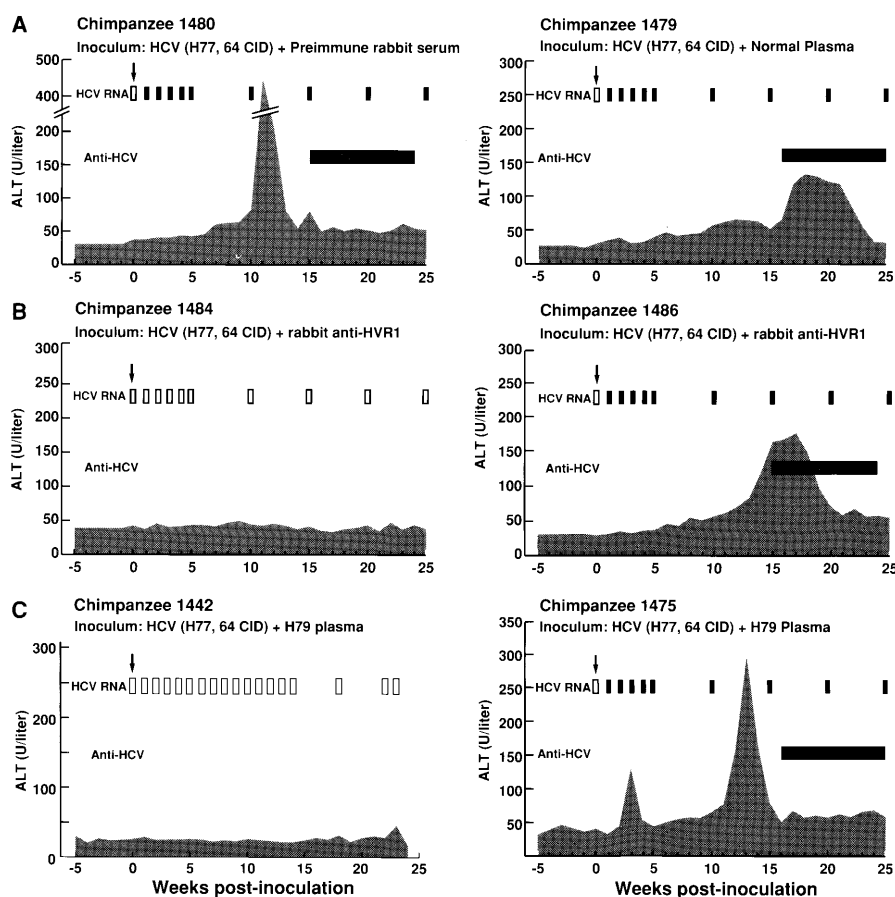 A
Chimpanzee 1480
Inoculum: HCV (H77, 64 CID) + Preimmune rabbit serum
500
400
200
150
100
50
0
ALT (U/liter)
HCV RNA
Anti-HCV
-5 0 5 10 15 20 25
Chimpanzee 1479
Inoculum: HCV (H77, 64 CID) + Normal Plasma
300
250
200
150
100
50
0
ALT (U/liter)
HCV RNA
Anti-HCV
-5 0 5 10 15 20 25
B
Chimpanzee 1484
Inoculum: HCV (H77, 64 CID) + rabbit anti-HVR1
300
250
200
150
100
50
0
ALT (U/liter)
HCV RNA
Anti-HCV
-5 0 5 10 15 20 25
Chimpanzee 1486
Inoculum: HCV (H77, 64 CID) + rabbit anti-HVR1
300
250
200
150
100
50
0
ALT (U/liter)
HCV RNA
Anti-HCV
-5 0 5 10 15 20 25
C
Chimpanzee 1442
Inoculum: HCV (H77, 64 CID) + H79 plasma
300
200
100
0
ALT (U/liter)
HCV RNA
Anti-HCV
-5 0 5 10 15 20 25
Weeks post-inoculation
Chimpanzee 1475
Inoculum: HCV (H77, 64 CID) + H79 Plasma
350
300
250
200
150
100
50
0
ALT (U/liter)
HCV RNA
Anti-HCV
-5 0 5 10 15 20 25
Weeks post-inoculation